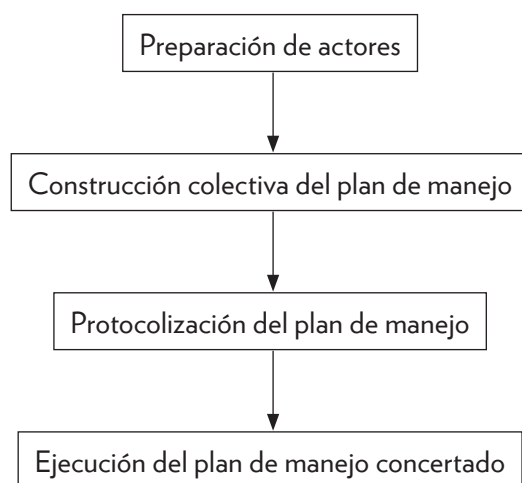 Preparación de actores
Construcción colectiva del plan de manejo
Protocolización del plan de manejo
Ejecución del plan de manejo concertado